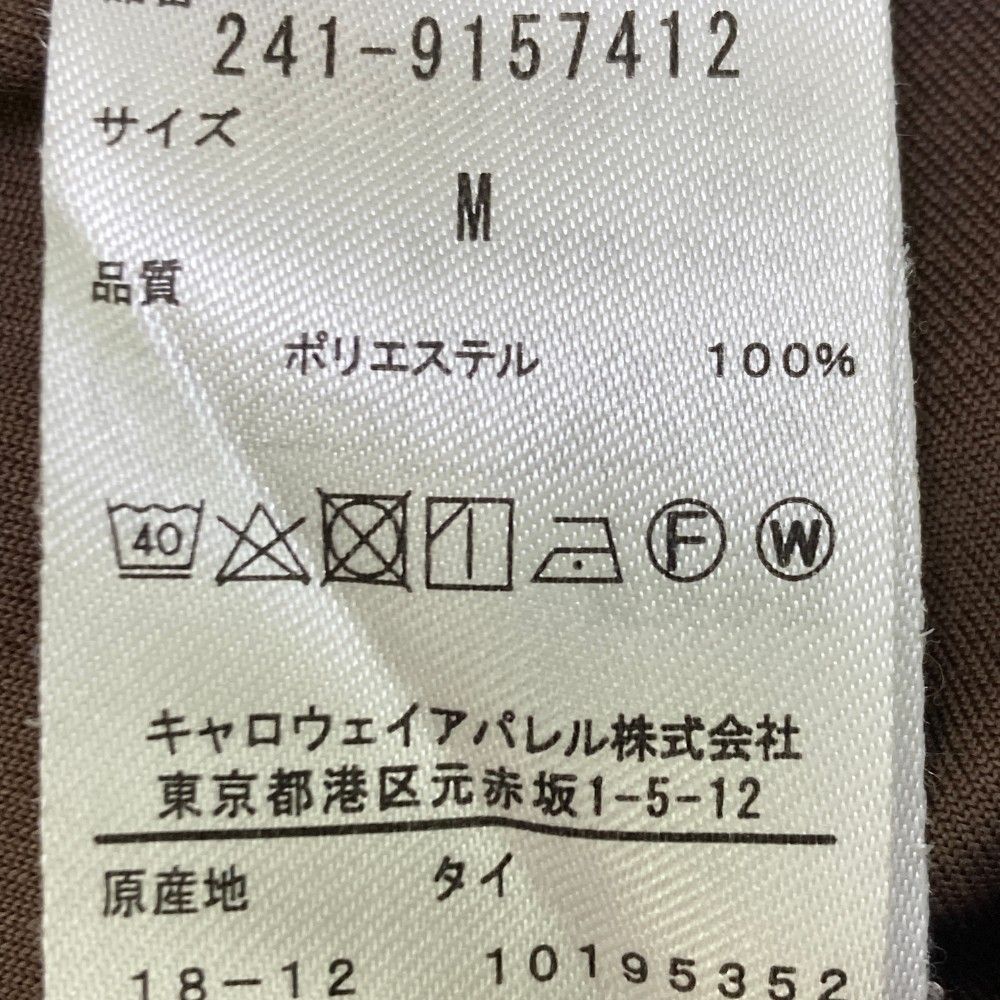 241-9157412
サイズ
M
品質
ポリエステル 100%
40 F W
キャロウェイアパレル株式会社
東京都港区元赤坂1-5-12
原産地 タイ
18-12 10195352